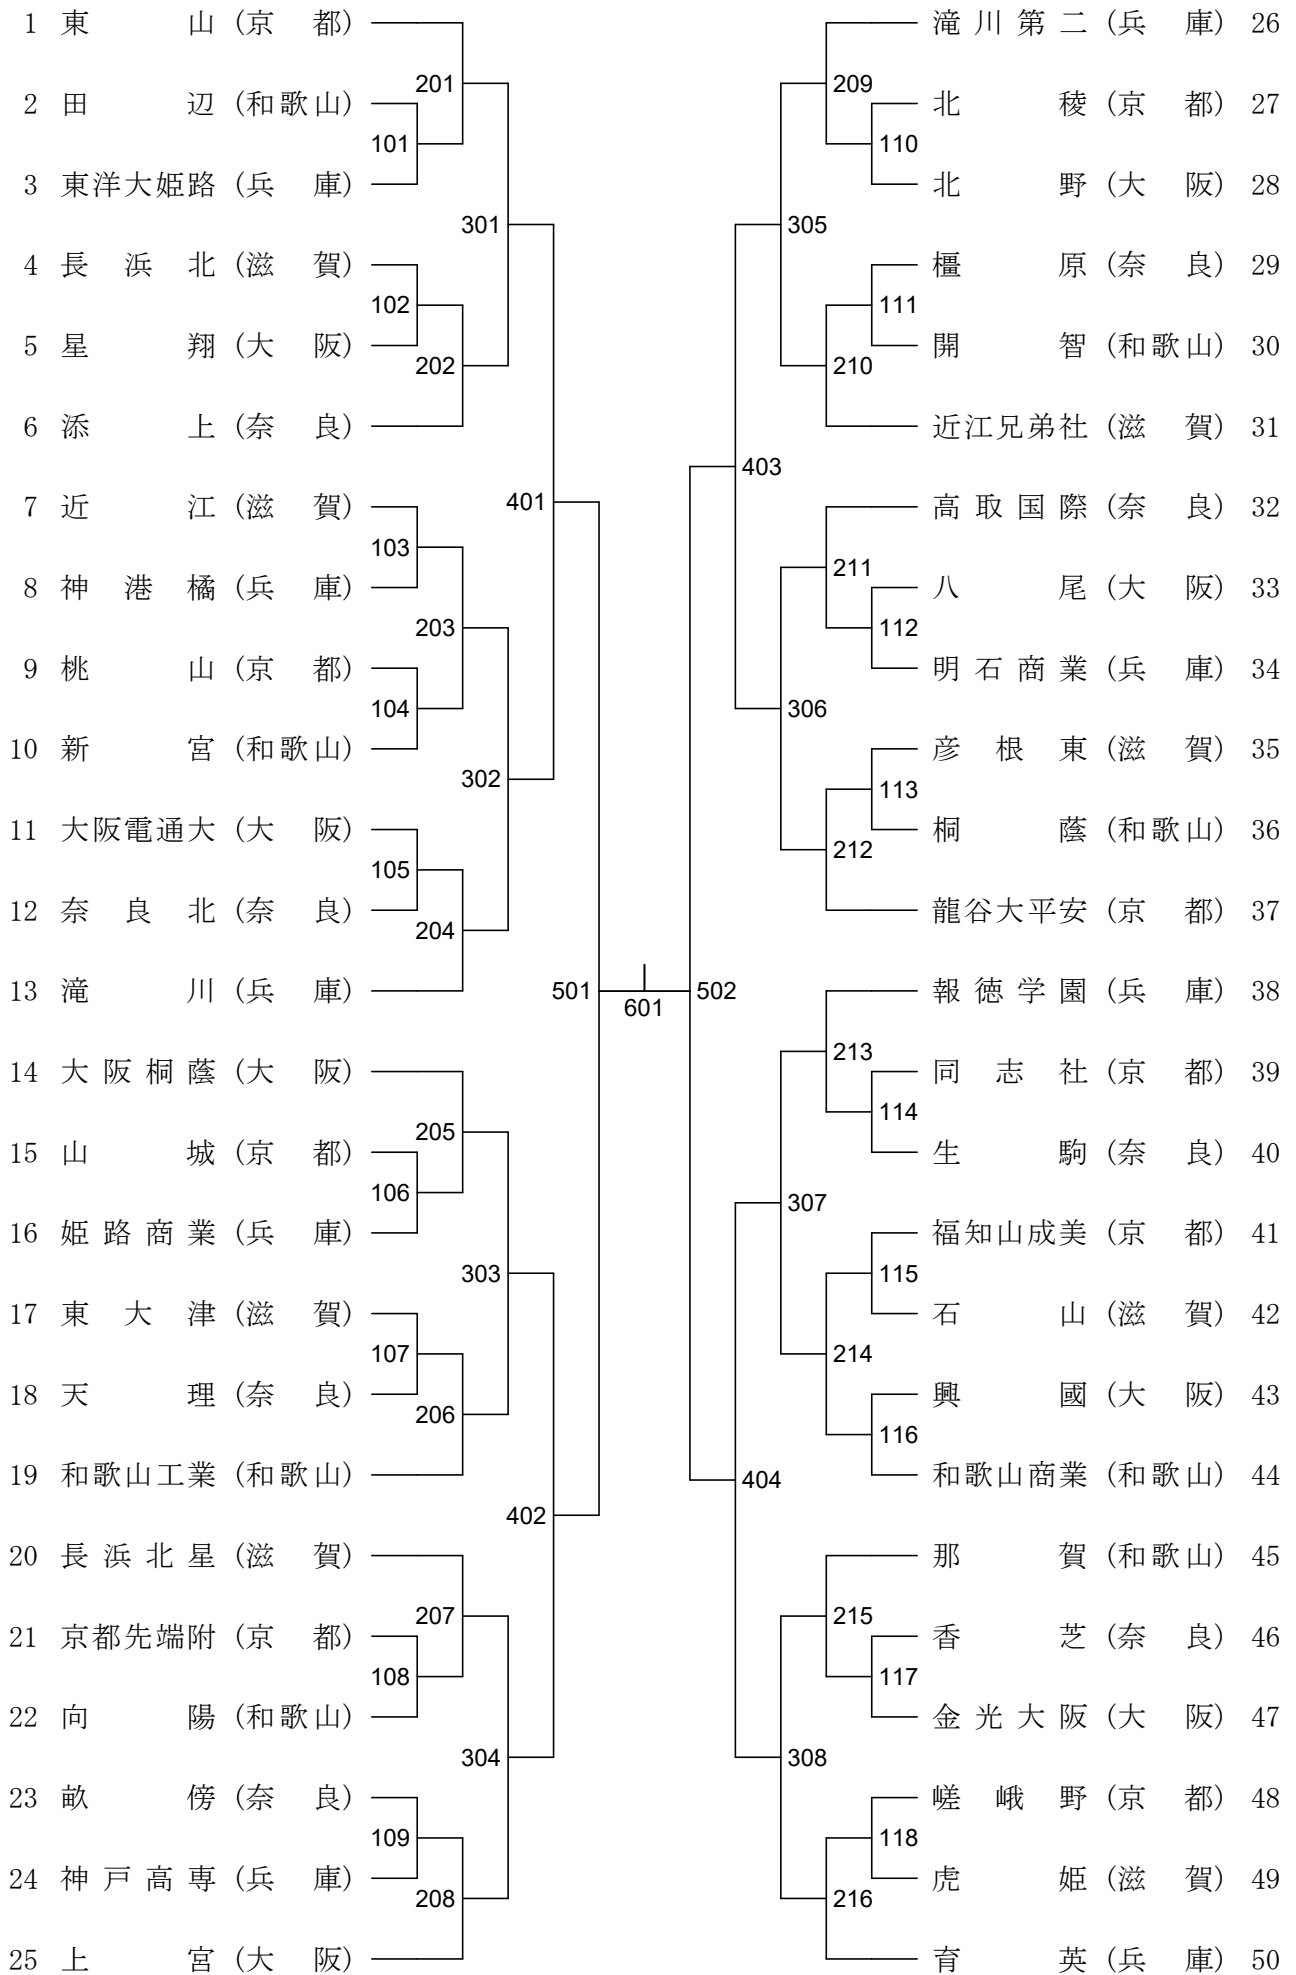 1 東山 (京都)
2 田辺 (和歌山)
3 東洋大姫路 (兵庫)
4 長浜北 (滋賀)
5 星翔 (大阪)
6 添上 (奈良)
7 近江 (滋賀)
8 神港橘 (兵庫)
9 桃山 (京都)
10 新宮 (和歌山)
11 大阪電通大 (大阪)
12 奈良北 (奈良)
13 滝川 (兵庫)
14 大阪桐蔭 (大阪)
15 山城 (京都)
16 姫路商業 (兵庫)
17 東大津 (滋賀)
18 天理 (奈良)
19 和歌山工業 (和歌山)
20 長浜北星 (滋賀)
21 京都先端附 (京都)
22 向陽 (和歌山)
23 畝傍 (奈良)
24 神戸高専 (兵庫)
25 上宮 (大阪)
101
102
103
104
105
106
107
108
109
201
202
203
204
205
206
207
208
301
302
303
304
401
402
501
601
502
403
404
305
306
307
308
209
210
211
212
213
214
215
216
110
111
112
113
114
115
116
117
118
滝川第二 (兵庫) 26
北稜 (京都) 27
北野 (大阪) 28
橿原 (奈良) 29
開智 (和歌山) 30
近江兄弟社 (滋賀) 31
高取国際 (奈良) 32
八尾 (大阪) 33
明石商業 (兵庫) 34
彦根東 (滋賀) 35
桐蔭 (和歌山) 36
龍谷大平安 (京都) 37
報徳学園 (兵庫) 38
同志社 (京都) 39
生駒 (奈良) 40
福知山成美 (京都) 41
石山 (滋賀) 42
興國 (大阪) 43
和歌山商業 (和歌山) 44
那賀 (和歌山) 45
香芝 (奈良) 46
金光大阪 (大阪) 47
嵯峨野 (京都) 48
虎姫 (滋賀) 49
育英 (兵庫) 50